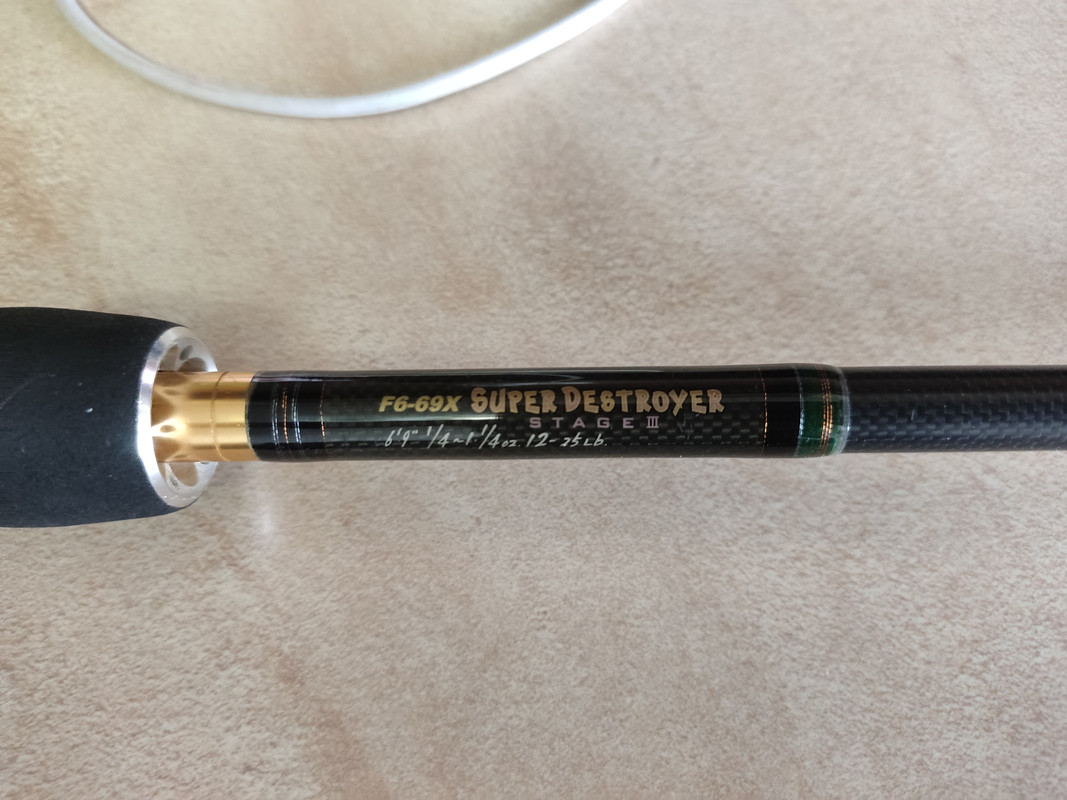 F6-69X SUPER DESTROYER
STAGE III
6'9" 1/4~1·1/4oz. 12-25Lb.